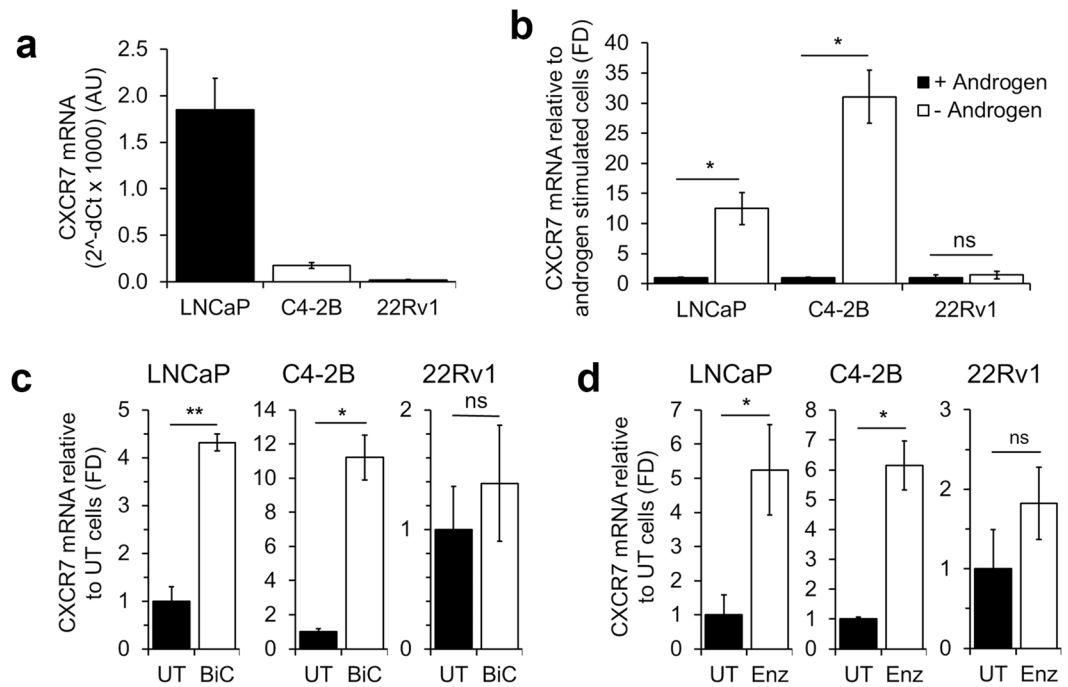 a
CXCR7 mRNA
(2^-dCt x 1000) (AU)
2.5
2.0
1.5
1.0
0.5
0.0
LNCaP C4-2B 22Rv1
b
CXCR7 mRNA relative to
androgen stimulated cells (FD)
40
35
30
25
20
15
10
5
0
* * ns
+ Androgen
- Androgen
LNCaP C4-2B 22Rv1
c
CXCR7 mRNA relative
to UT cells (FD)
LNCaP
5
4
3
2
1
0
**
UT BiC
C4-2B
14
12
10
8
6
4
2
0
*
UT BiC
22Rv1
2
1
0
ns
UT BiC
d
CXCR7 mRNA relative
to UT cells (FD)
LNCaP
7
6
5
4
3
2
1
0
*
UT Enz
C4-2B
8
7
6
5
4
3
2
1
0
*
UT Enz
22Rv1
3
2
1
0
ns
UT Enz